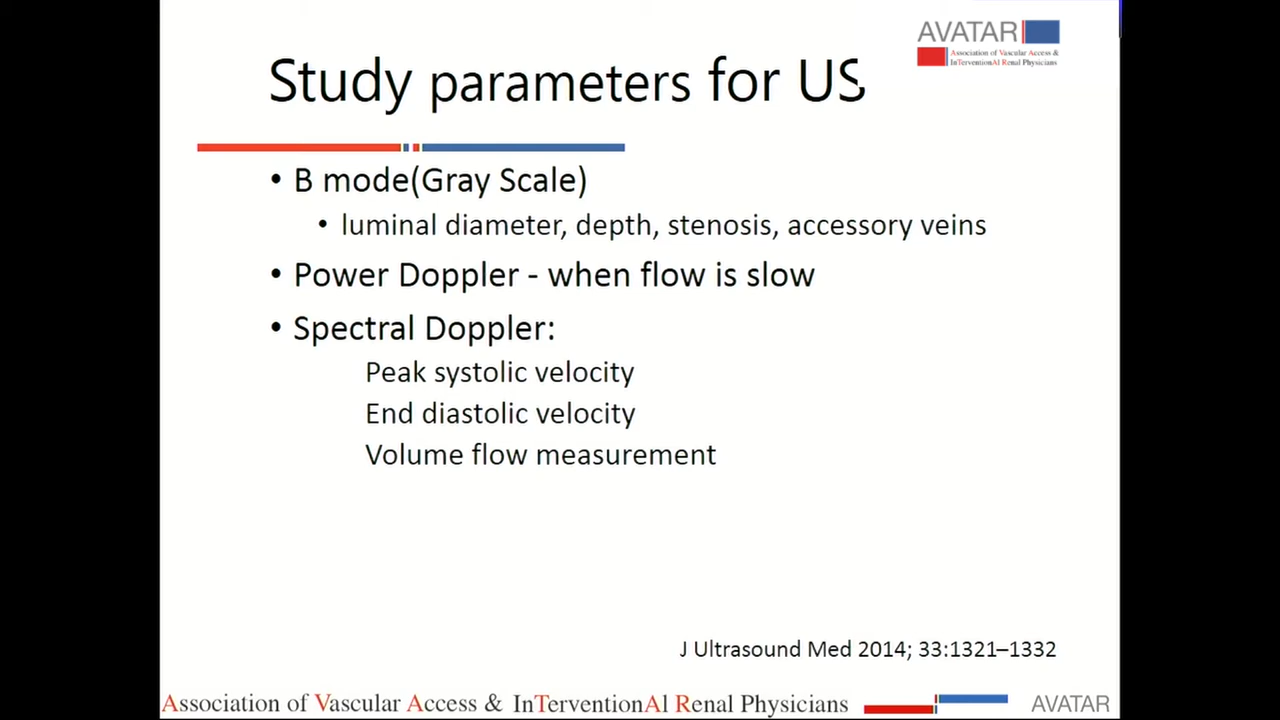 AVATAR
Association of Vascular Access &
InTerventionAl Renal Physicians
Study parameters for US
• B mode(Gray Scale)
• luminal diameter, depth, stenosis, accessory veins
• Power Doppler - when flow is slow
• Spectral Doppler:
Peak systolic velocity
End diastolic velocity
Volume flow measurement
J Ultrasound Med 2014; 33:1321–1332
Association of Vascular Access & InTerventionAl Renal Physicians
AVATAR